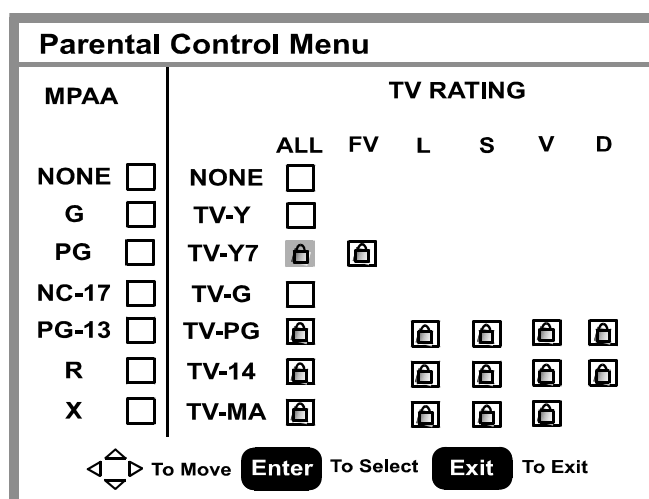 Parental Control Menu
MPAA
TV RATING
ALL FV L S V D
NONE NONE
G TV-Y
PG TV-Y7
NC-17 TV-G
PG-13 TV-PG
R TV-14
X TV-MA
To Move Enter To Select Exit To Exit